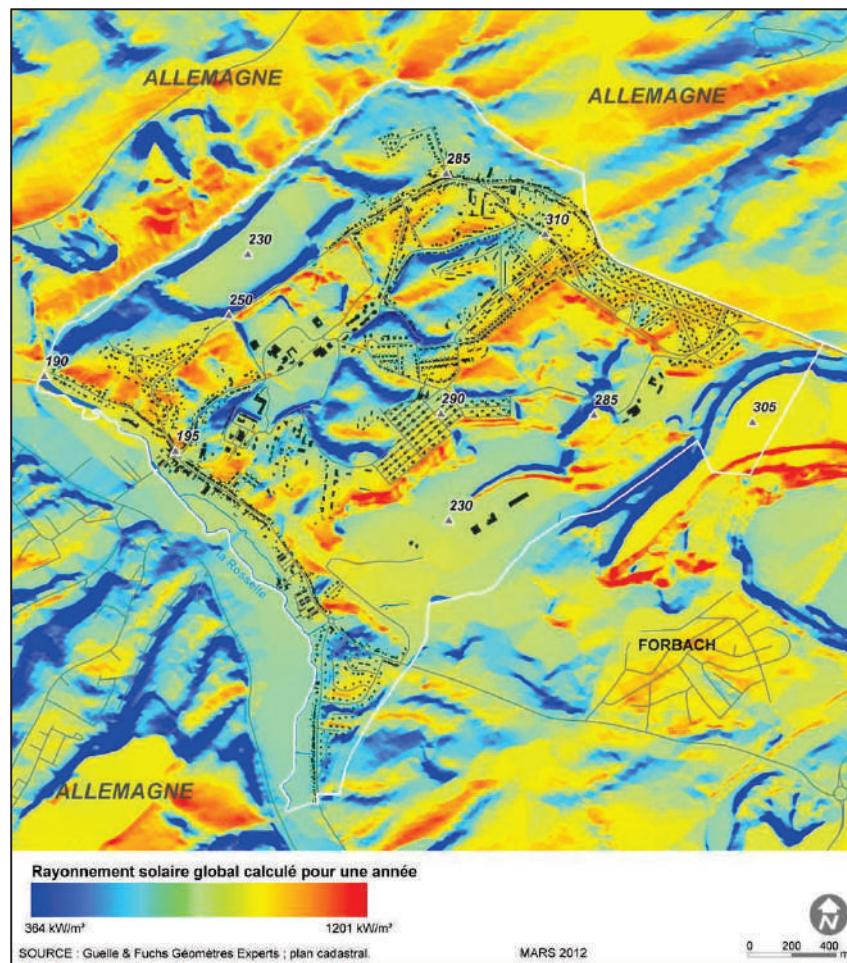 ALLEMAGNE
ALLEMAGNE
285
310
230
250
190
290
285
305
195
230
la Rosselle
FORBACH
ALLEMAGNE
Rayonnement solaire global calculé pour une année
364 kW/m² 1201 kW/m²
SOURCE : Guelle & Fuchs Géomètres Experts ; plan cadastral. MARS 2012
N
0 200 400
m